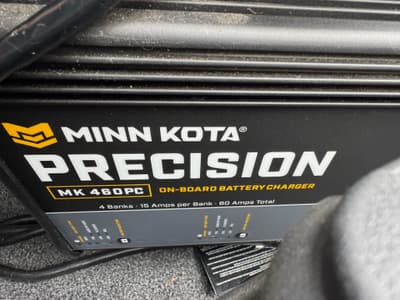 MINN KOTA®
PRECISION
MK 460PC ON-BOARD BATTERY CHARGER
4 Banks · 15 Amps per Bank · 60 Amps Total